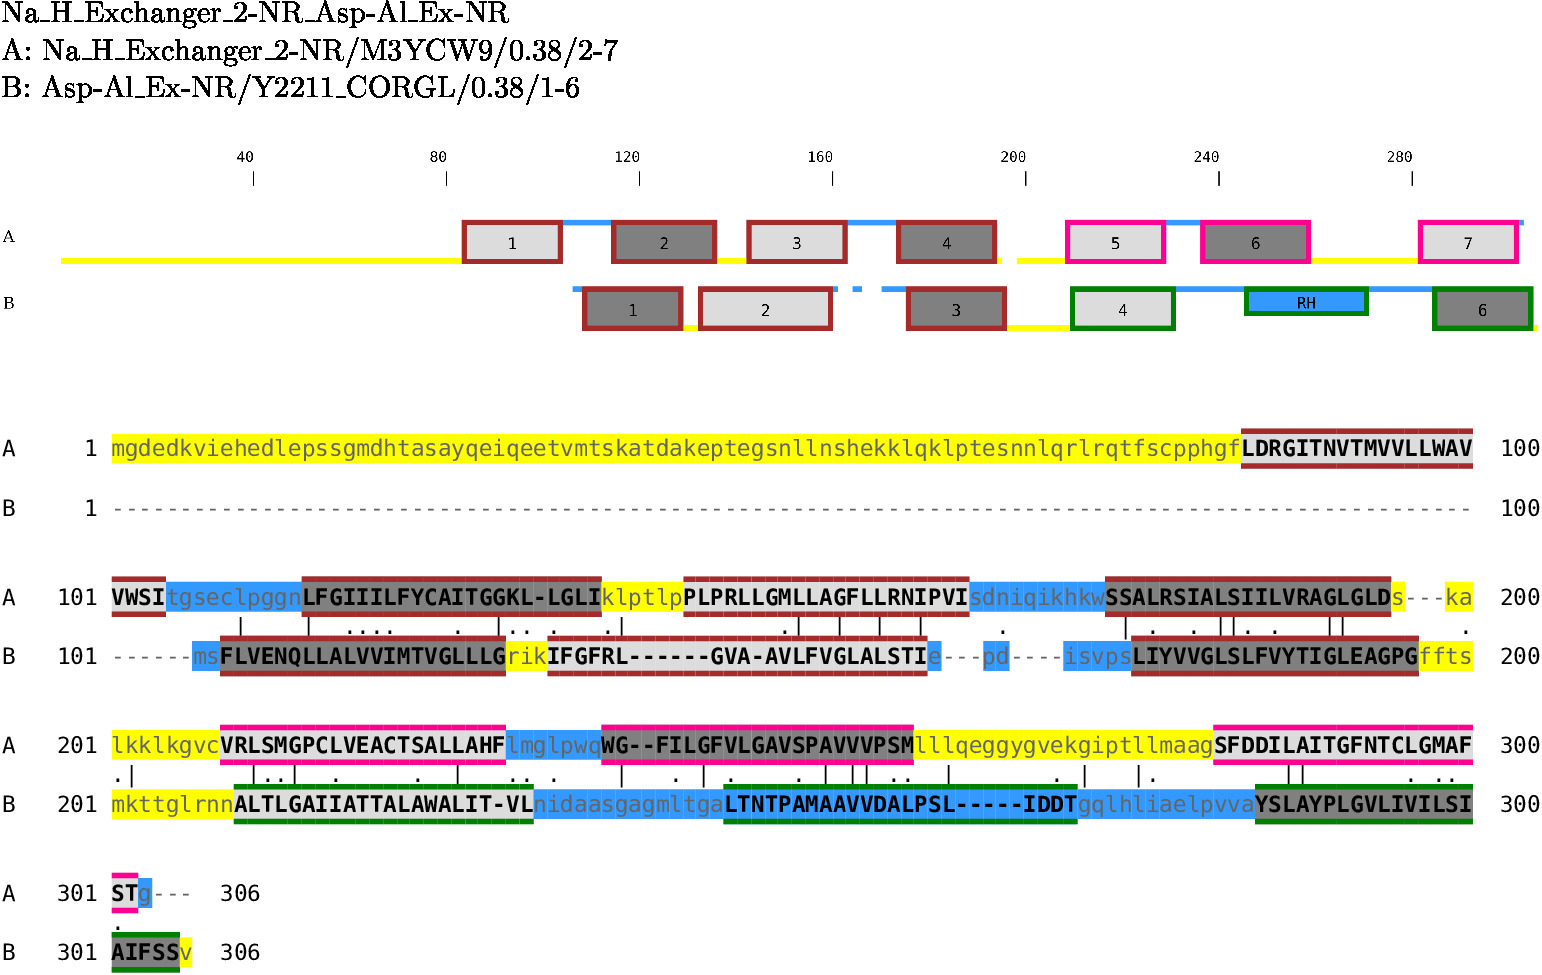 Na_H_Exchanger_2-NR_Asp-Al_Ex-NR
A: Na_H_Exchanger_2-NR/M3YCW9/0.38/2-7
B: Asp-Al_Ex-NR/Y2211_CORGL/0.38/1-6
40 80 120 160 200 240 280
A 1 2 3 4 5 6 7
B 1 2 3 4 RH 6
A 1 mgdedkviehedlepssgmdhtasayqeiqeetvmtskatdakeptegsnllnshekklqklptesnnlqrlrqtfscpphgfLDRGITNVTMVVLLWAV 100
B 1 ---------------------------------------------------------------------------------------------------- 100
A 101 VWSItgseclpggnLFGIIILFYCAITGGKL-LGLIklptlpPLPRLLGMLLAGFLLRNIPVIsdniqikhkwSSALRSIALSIILVRAGLGLDs---ka 200
B 101 ------msFLVENQLLALVVIMTVGLLLGrikIFGFRL------GVA-AVLFVGLALSTIe---pd----isvpsLIYVVGLSLFVYTIGLEAGPGffts 200
A 201 lkklkgvcVRLSMGPCLVEACTSALLAHFlmglpwqWG--FILGFVLGAVSPAVVVPSMlllqeggygvekgiptllmaagSFDDILAITGFNTCLGMAF 300
B 201 mkttglrnnALTLGAIIATTALAWALIT-VLnidaasgagmltgaLTNTPAMAAVVDALPSL-----IDDTgqlhliaelpvvaYSLAYPLGVLIVILSI 300
A 301 STg--- 306
B 301 AIFSSv 306